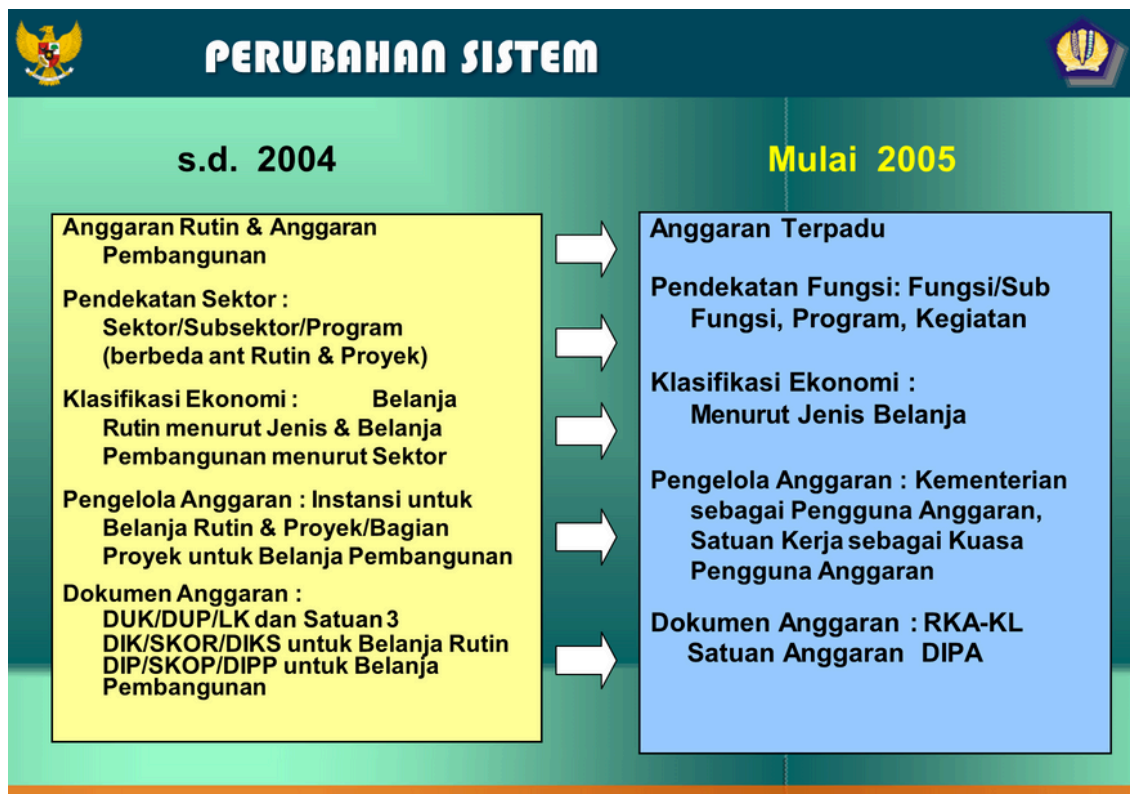 PERUBAHAN SISTEM
s.d. 2004
Anggaran Rutin & Anggaran
Pembangunan
Pendekatan Sektor :
Sektor/Subsektor/Program
(berbeda ant Rutin & Proyek)
Klasifikasi Ekonomi : Belanja
Rutin menurut Jenis & Belanja
Pembangunan menurut Sektor
Pengelola Anggaran : Instansi untuk
Belanja Rutin & Proyek/Bagian
Proyek untuk Belanja Pembangunan
Dokumen Anggaran :
DUK/DUP/LK dan Satuan 3
DIK/SKOR/DIKS untuk Belanja Rutin
DIP/SKOP/DIPP untuk Belanja
Pembangunan
Mulai 2005
Anggaran Terpadu
Pendekatan Fungsi: Fungsi/Sub
Fungsi, Program, Kegiatan
Klasifikasi Ekonomi :
Menurut Jenis Belanja
Pengelola Anggaran : Kementerian
sebagai Pengguna Anggaran,
Satuan Kerja sebagai Kuasa
Pengguna Anggaran
Dokumen Anggaran : RKA-KL
Satuan Anggaran DIPA